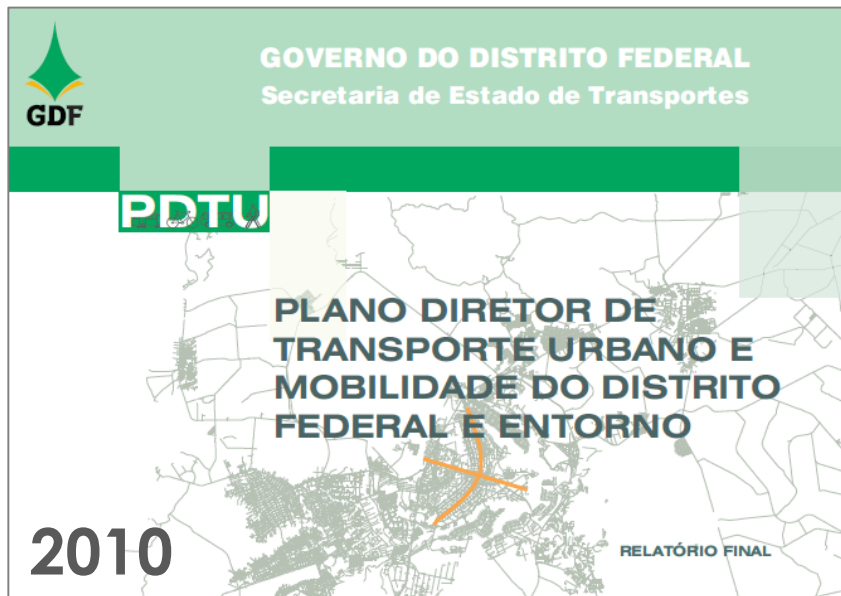 GOVERNO DO DISTRITO FEDERAL
Secretaria de Estado de Transportes
GDF
PDTU
PLANO DIRETOR DE
TRANSPORTE URBANO E
MOBILIDADE DO DISTRITO
FEDERAL E ENTORNO
2010
RELATÓRIO FINAL